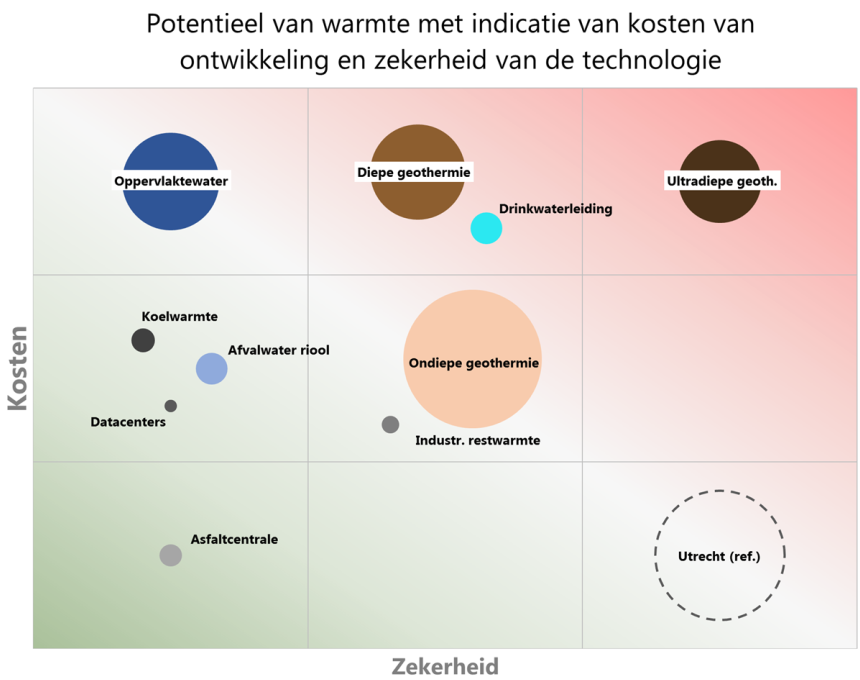 Potentieel van warmte met indicatie van kosten van
ontwikkeling en zekerheid van de technologie
Oppervlaktewater
Diepe geothermie
Ultradiepe geoth.
Drinkwaterleiding
Koelwarmte
Afvalwater riool
Ondiepe geothermie
Datacenters
Industr. restwarmte
Asfaltcentrale
Utrecht (ref.)
Kosten
Zekerheid